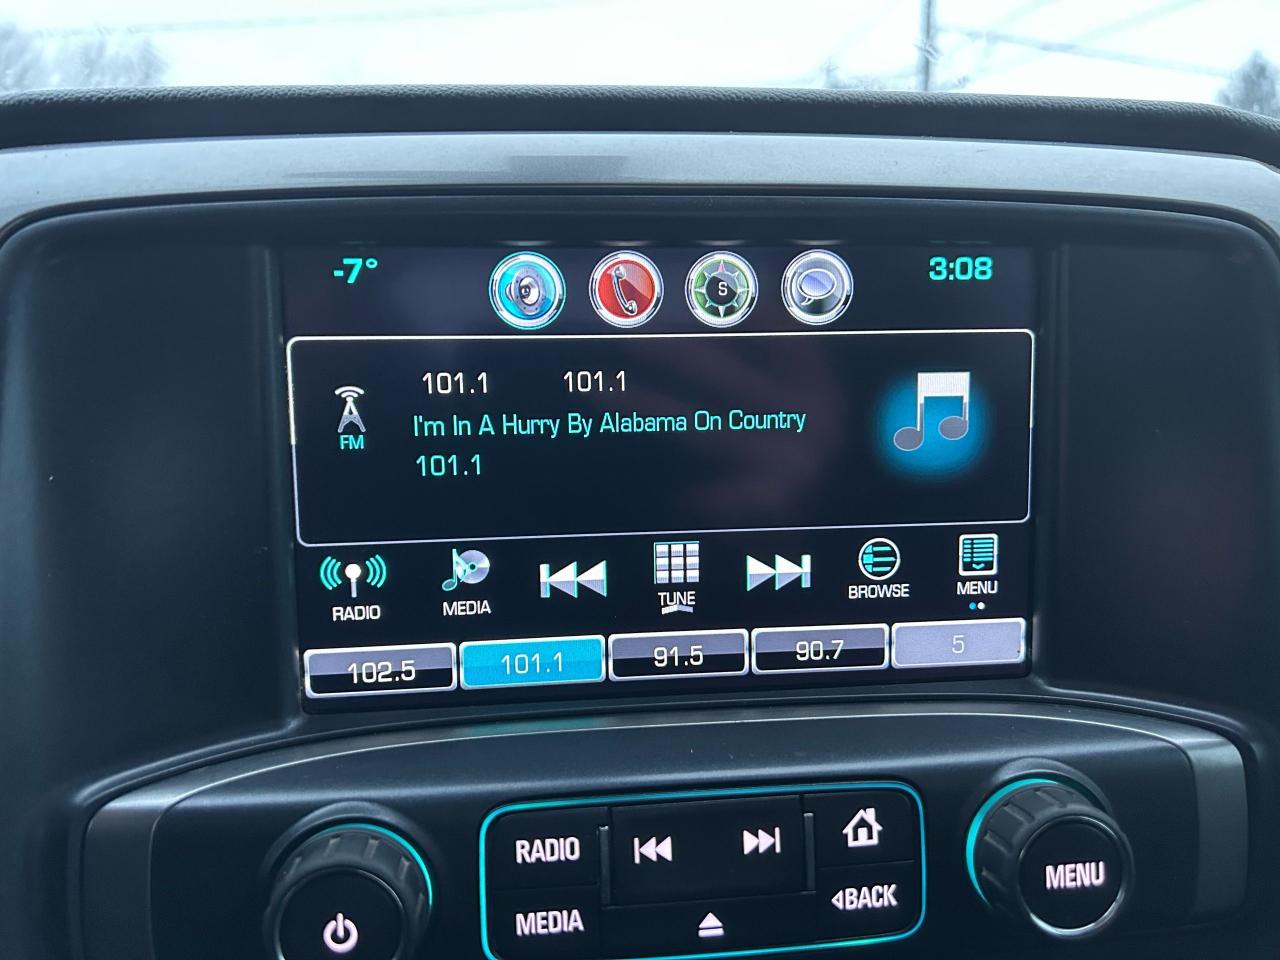 -7° S 3:08
101.1 101.1
I'm In A Hurry By Alabama On Country
101.1
FM
RADIO MEDIA TUNE BROWSE MENU
102.5 101.1 91.5 90.7 5
RADIO
MEDIA
BACK
MENU